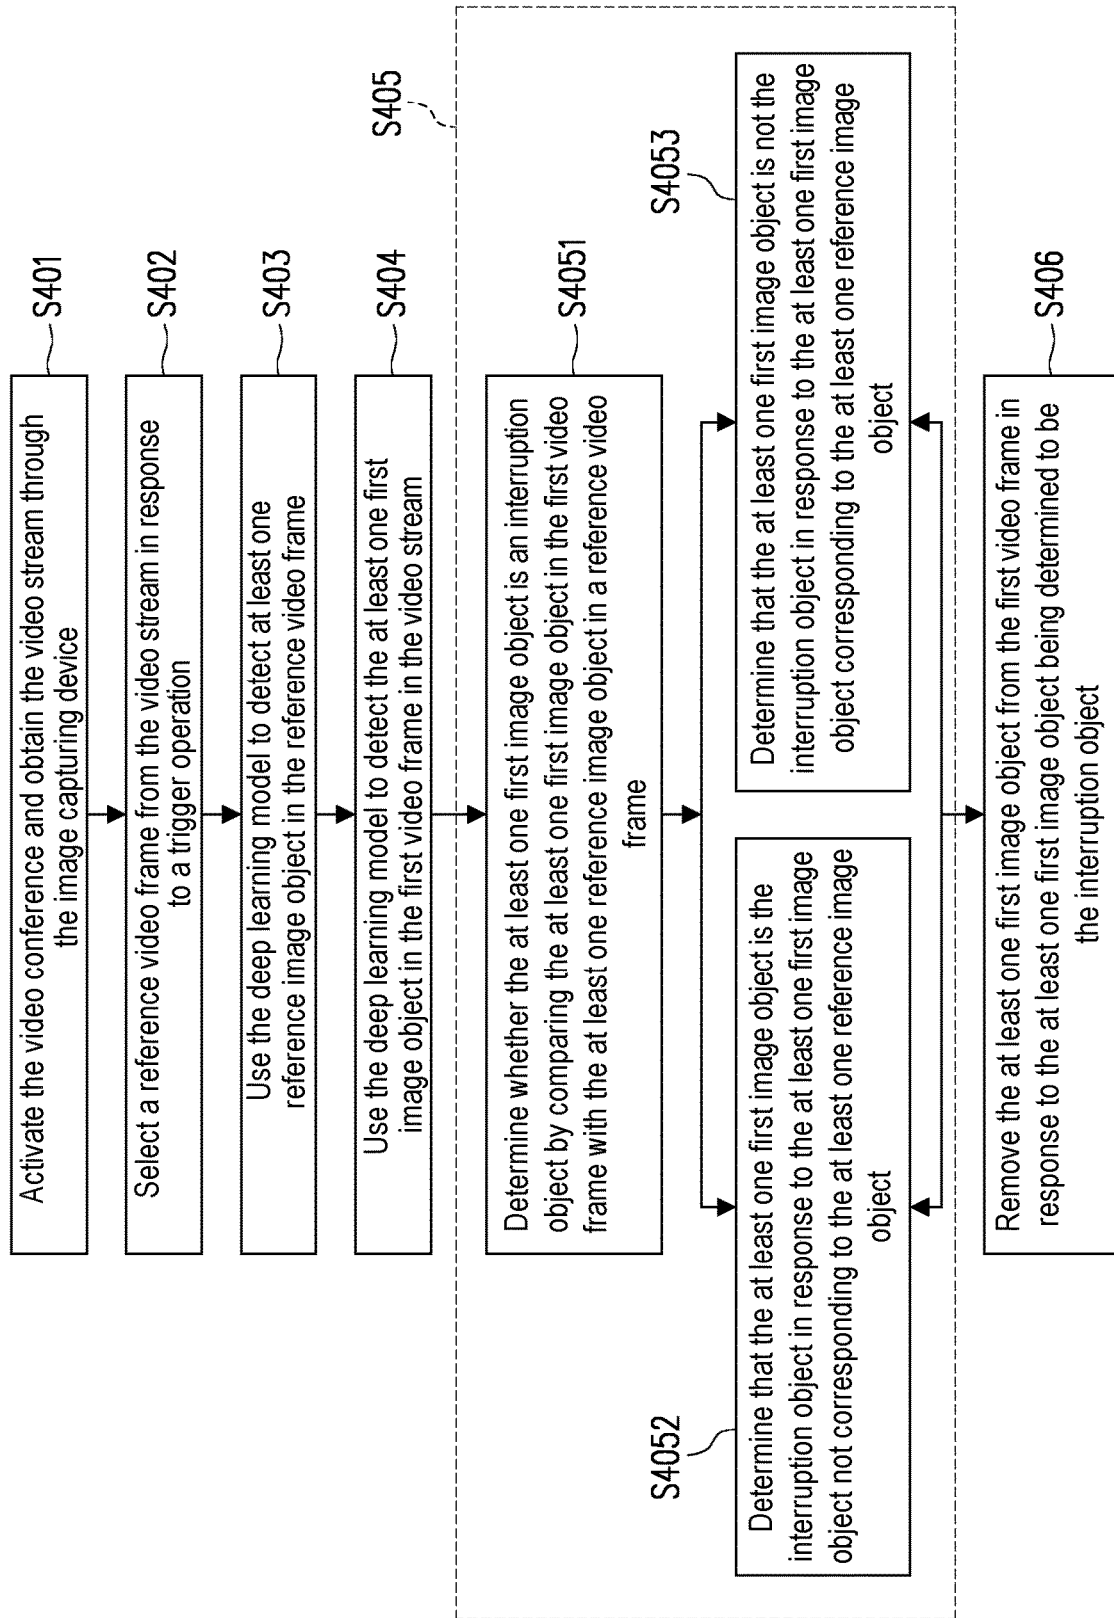 Activate the video conference and obtain the video stream through
the image capturing device
S401
Select a reference video frame from the video stream in response
to a trigger operation
S402
Use the deep learning model to detect at least one
reference image object in the reference video frame
S403
Use the deep learning model to detect the at least one first
image object in the first video frame in the video stream
S404
S405
Determine whether the at least one first image object is an interruption
object by comparing the at least one first image object in the first video
frame with the at least one reference image object in a reference video
frame
S4051
S4052
Determine that the at least one first image object is the
interruption object in response to the at least one first image
object not corresponding to the at least one reference image
object
S4053
Determine that the at least one first image object is not the
interruption object in response to the at least one first image
object corresponding to the at least one reference image
object
Remove the at least one first image object from the first video frame in
response to the at least one first image object being determined to be
the interruption object
S406